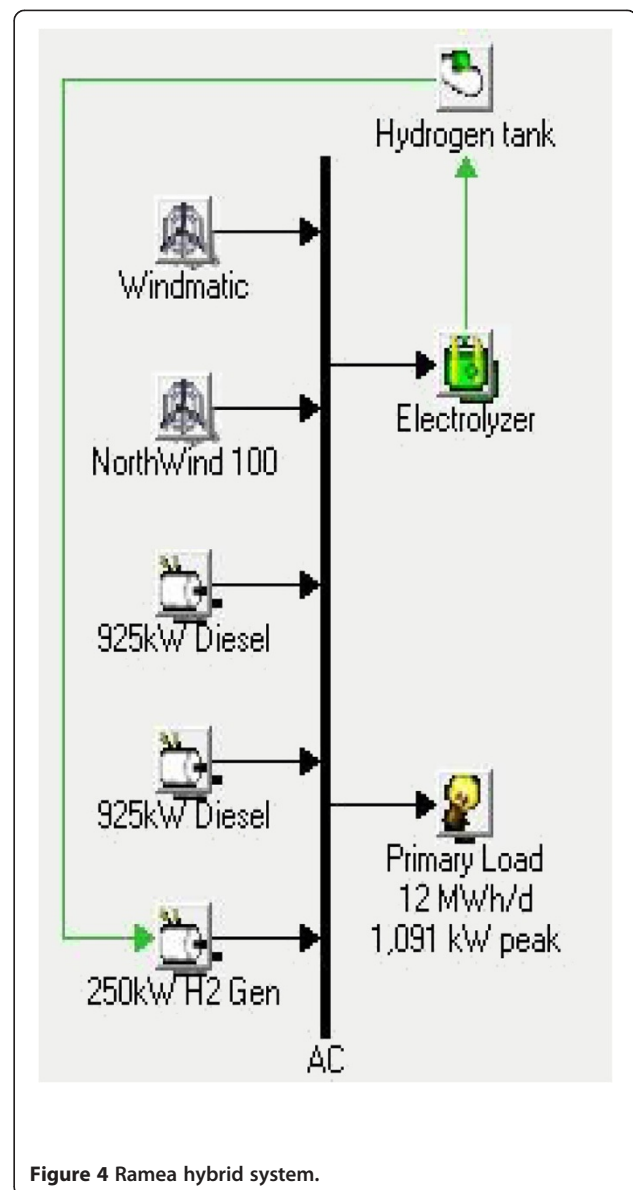 Hydrogen tank
Windmatic
Electrolyzer
NorthWind 100
925kW Diesel
925kW Diesel
Primary Load
12 MWh/d
1,091 kW peak
250kW H2 Gen
AC
Figure 4 Ramea hybrid system.